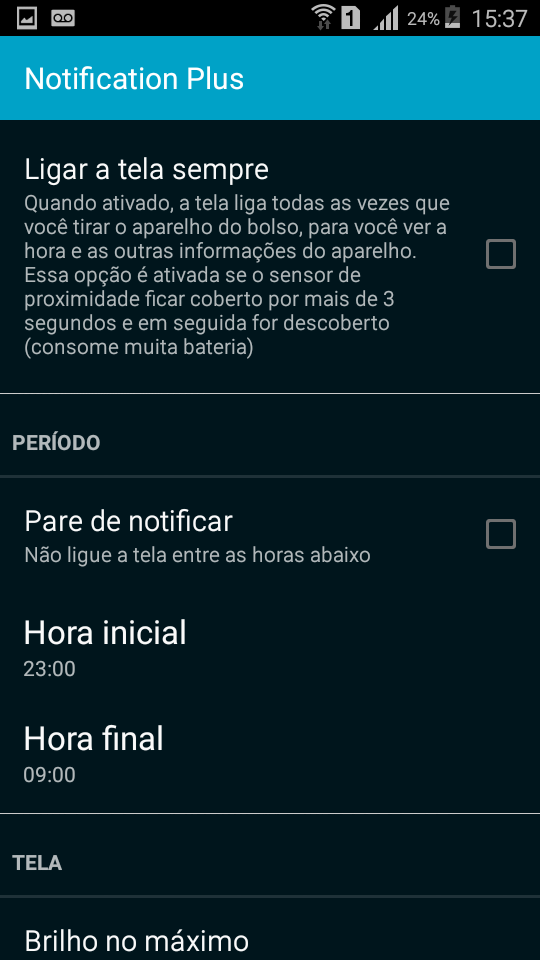 1 24% 15:37
Notification Plus
Ligar a tela sempre
Quando ativado, a tela liga todas as vezes que
você tirar o aparelho do bolso, para você ver a
hora e as outras informações do aparelho.
Essa opção é ativada se o sensor de
proximidade ficar coberto por mais de 3
segundos e em seguida for descoberto
(consome muita bateria)
PERÍODO
Pare de notificar
Não ligue a tela entre as horas abaixo
Hora inicial
23:00
Hora final
09:00
TELA
Brilho no máximo